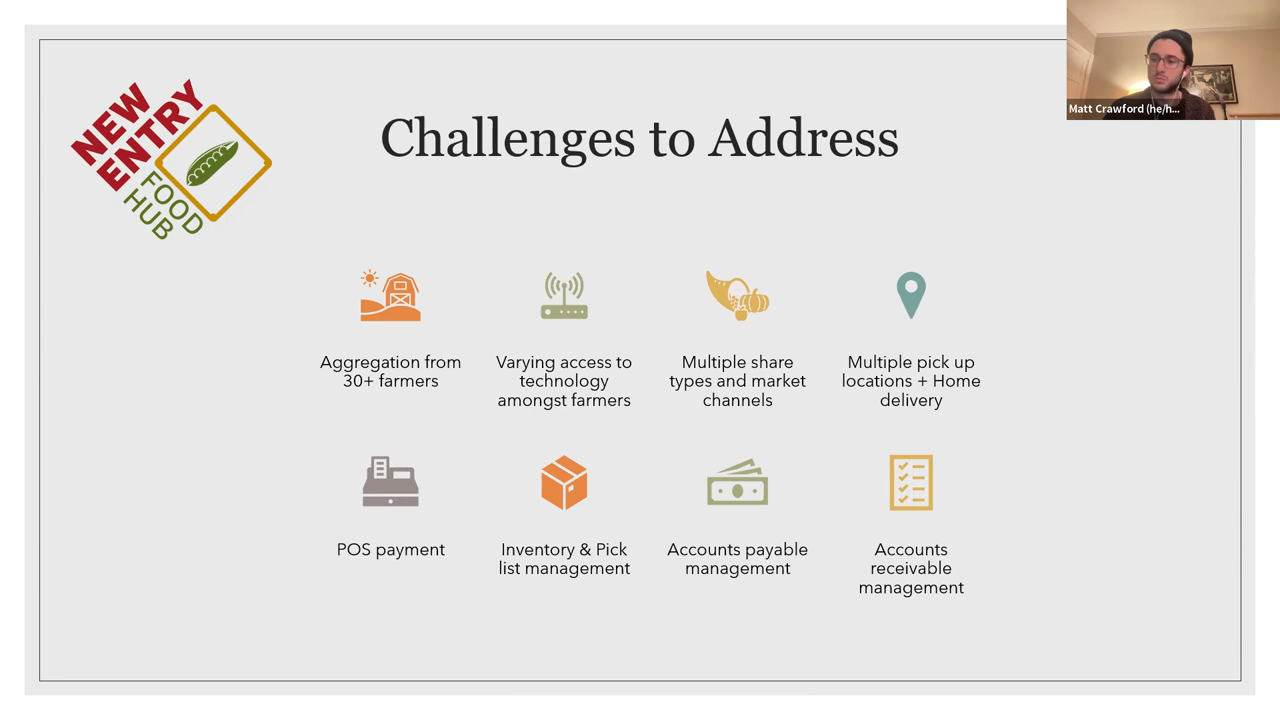 NEW
ENTRY
FOOD
HUB
Challenges to Address
Matt Crawford (he/h...
Aggregation from
30+ farmers
Varying access to
technology
amongst farmers
Multiple share
types and market
channels
Multiple pick up
locations + Home
delivery
POS payment
Inventory & Pick
list management
Accounts payable
management
Accounts
receivable
management